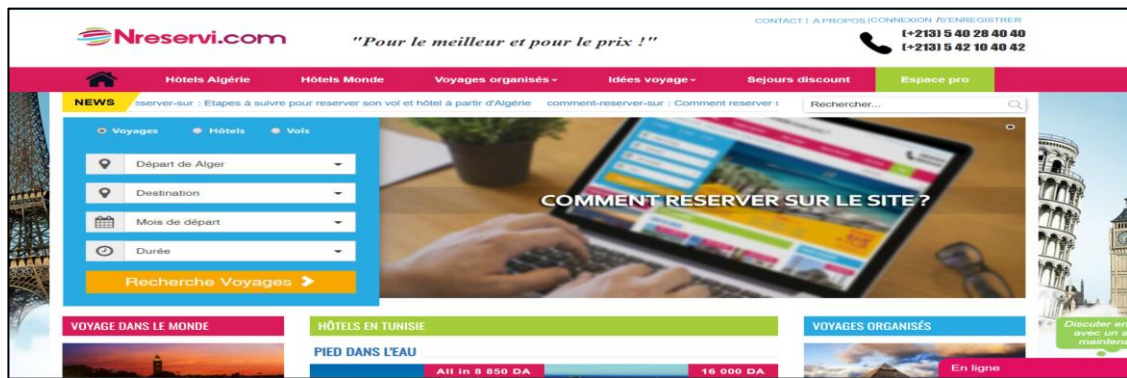 CONTACT | A PROPOS |CONNEXION /S'ENREGISTRER
Nreservi.com
"Pour le meilleur et pour le prix !"
(+213) 5 40 28 40 40
(+213) 5 42 10 40 42
Hôtels Algérie Hôtels Monde Voyages organisés Idées voyage Sejours discount Espace pro
NEWS eserver-sur : Etapes à suivre pour reserver son vol et hôtel à partir d'Algérie comment-reserver-sur : Comment reserver
Rechercher...
Voyages Hôtels Vols
Départ de Alger
Destination
Mois de départ
Durée
Recherche Voyages
COMMENT RESERVER SUR LE SITE ?
VOYAGE DANS LE MONDE
HÔTELS EN TUNISIE
VOYAGES ORGANISÉS
PIED DANS L'EAU
All in 8 850 DA
16 000 DA
Discuter en
avec un
En ligne